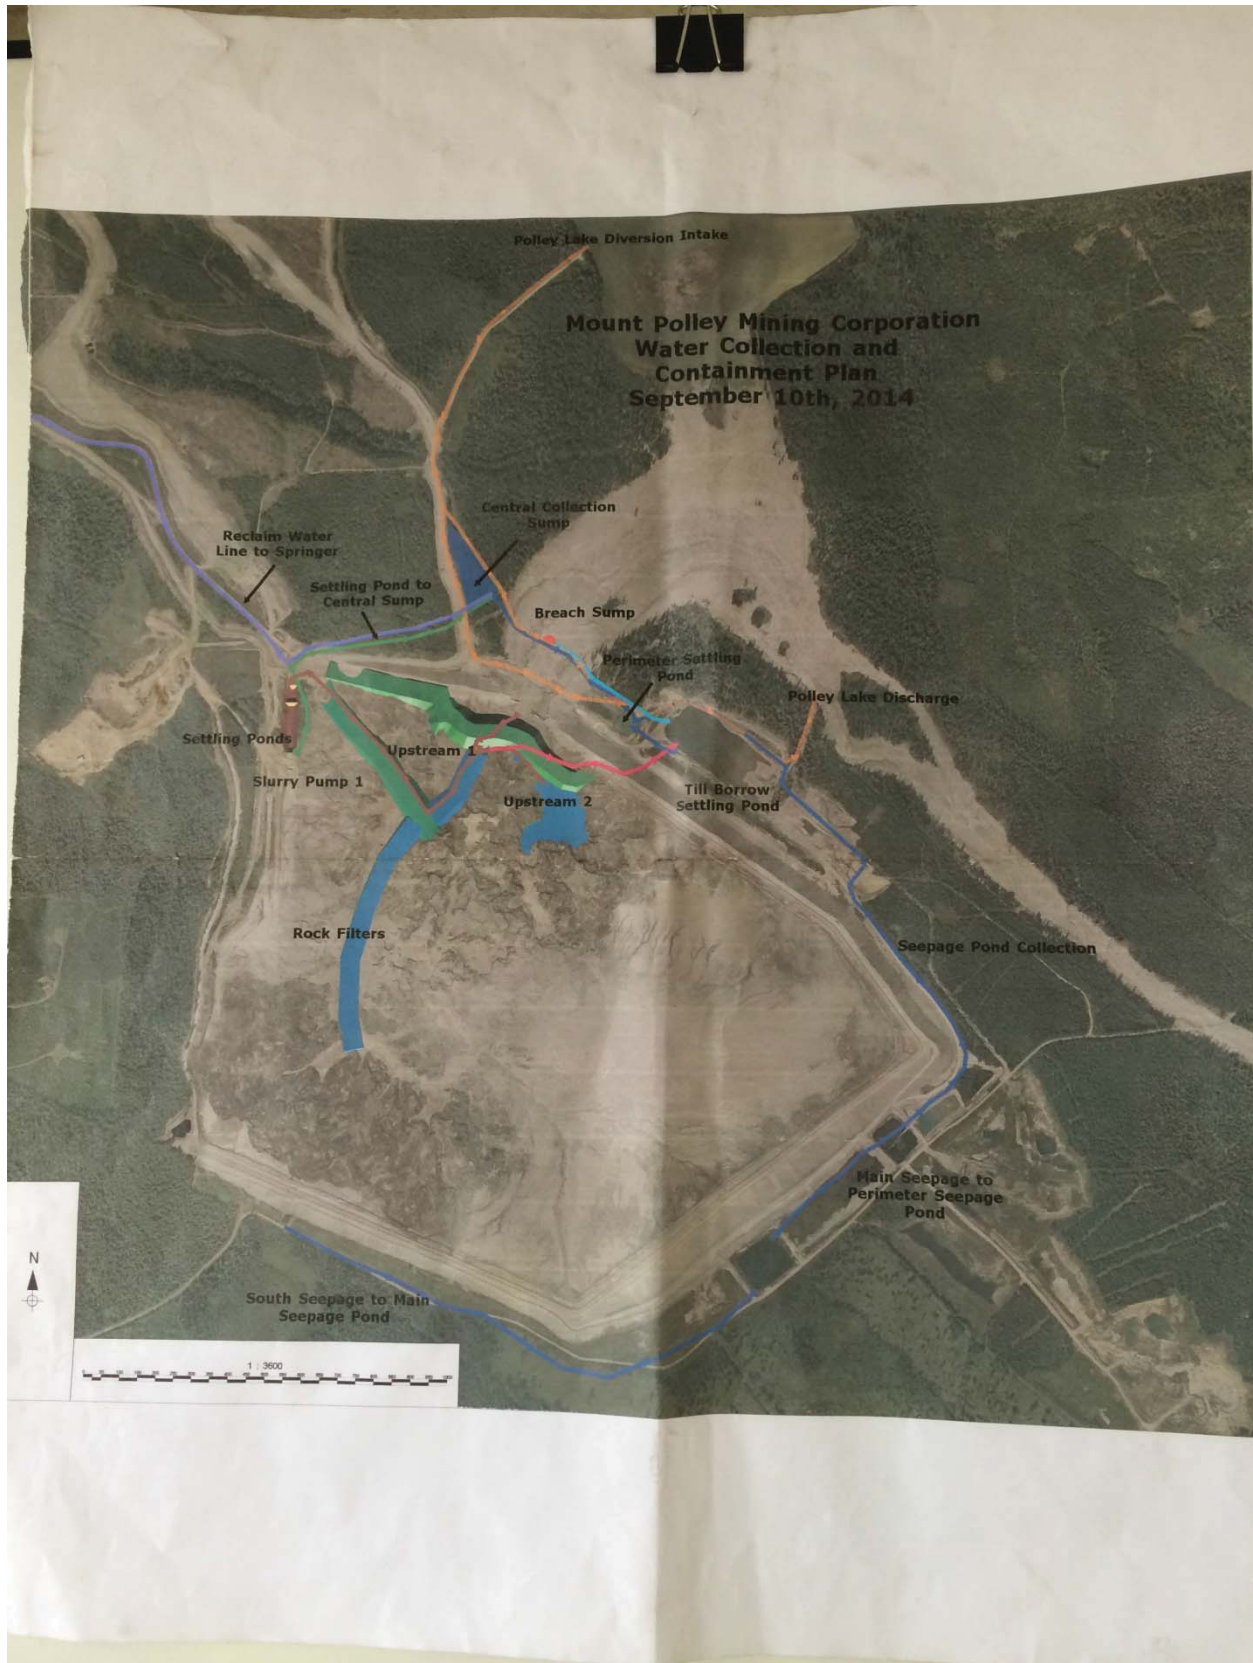 Polley Lake Diversion Intake
Mount Polley Mining Corporation
Water Collection and
Containment Plan
September 10th, 2014
Central Collection
Sump
Reclaim Water
Line to Springer
Settling Pond to
Central Sump
Breach Sump
Perimeter Settling
Pond
Polley Lake Discharge
Settling Ponds
Upstream 1
Slurry Pump 1
Upstream 2
Till Borrow
Settling Pond
Rock Filters
Seepage Pond Collection
Main Seepage to
Perimeter Seepage
Pond
N
South Seepage to Main
Seepage Pond
1 : 3600